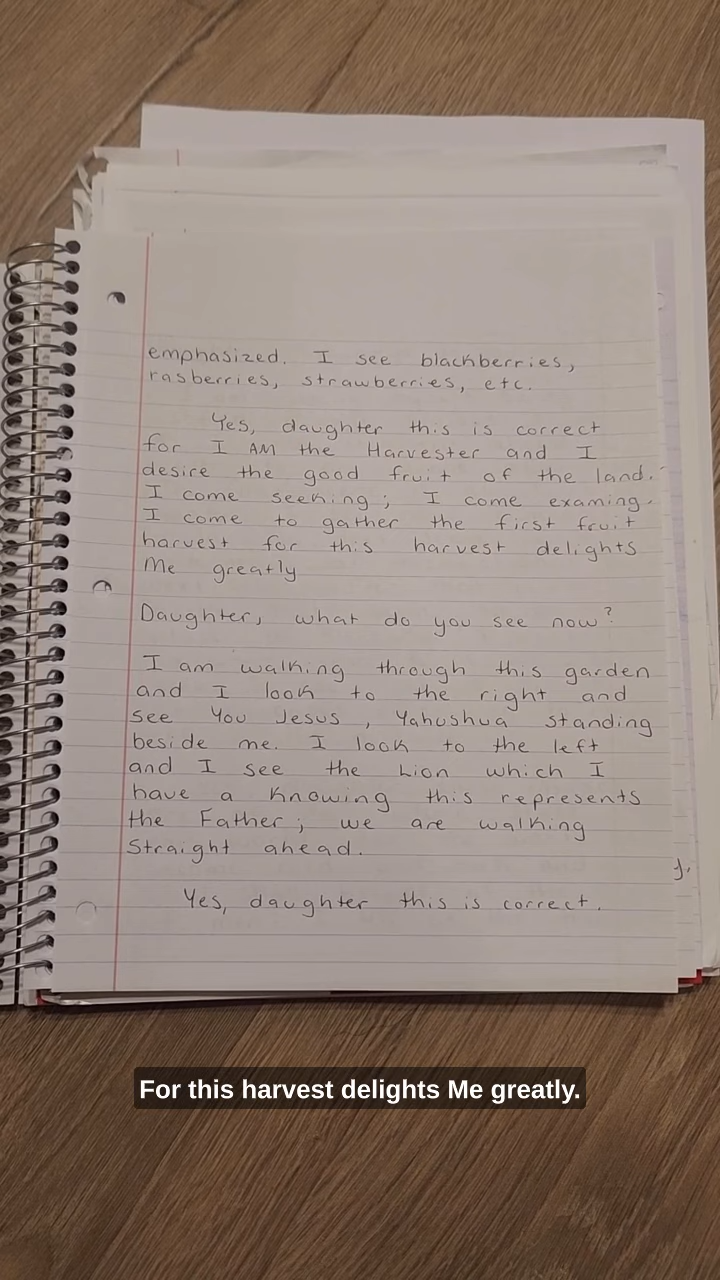 emphasized. I see blackberries,
rasberries, strawberries, etc.
Yes, daughter this is correct
for I AM the Harvester and I
desire the good fruit of the land.
I come seeking; I come examing.
I come to gather the first fruit
harvest for this harvest delights
Me greatly
Daughter, what do you see now?
I am walking through this garden
and I look to the right and
see You Jesus, Yahushua standing
beside me. I look to the left
and I see the Lion which I
have a knowing this represents
the Father; we are walking
straight ahead.
Yes, daughter this is correct.
For this harvest delights Me greatly.